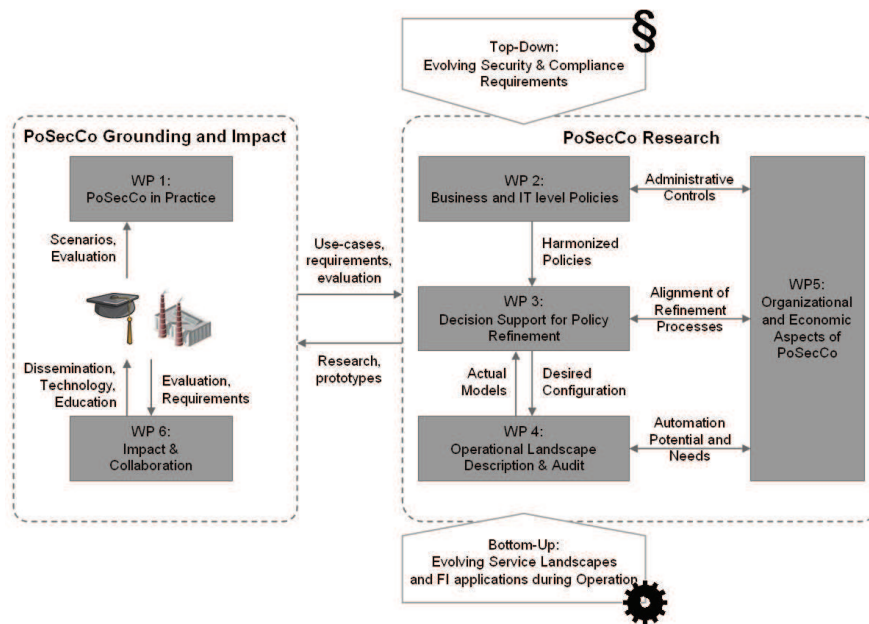 §
Top-Down:
Evolving Security & Compliance
Requirements
PoSecCo Grounding and Impact
WP 1:
PoSecCo in Practice
Scenarios,
Evaluation
Dissemination,
Technology,
Education
Evaluation,
Requirements
WP 6:
Impact &
Collaboration
Use-cases,
requirements,
evaluation
Research,
prototypes
PoSecCo Research
WP 2:
Business and IT level Policies
Administrative
Controls
Harmonized
Policies
WP 3:
Decision Support for Policy
Refinement
Alignment of
Refinement
Processes
WP5:
Organizational
and Economic
Aspects of
PoSecCo
Actual
Models
Desired
Configuration
WP 4:
Operational Landscape
Description & Audit
Automation
Potential and
Needs
Bottom-Up:
Evolving Service Landscapes
and FI applications during Operation